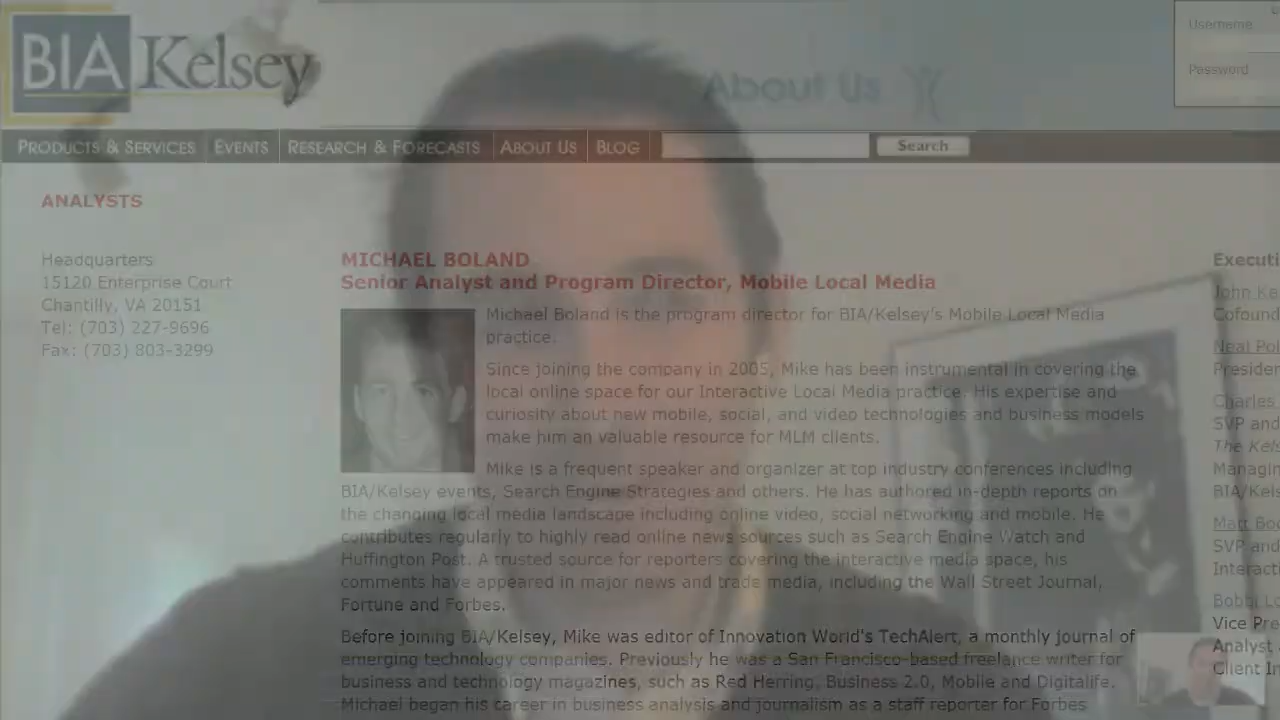 BIA Kelsey
About Us
Username
Password
PRODUCTS & SERVICES EVENTS RESEARCH & FORECASTS ABOUT US BLOG Search
ANALYSTS
Headquarters
15120 Enterprise Court
Chantilly, VA 20151
Tel: (703) 227-9696
Fax: (703) 803-3299
MICHAEL BOLAND
Senior Analyst and Program Director, Mobile Local Media
Michael Boland is the program director for BIA/Kelsey's Mobile Local Media
practice.
Since joining the company in 2005, Mike has been instrumental in covering the
local online space for our Interactive Local Media practice. His expertise and
curiosity about new mobile, social, and video technologies and business models
make him an valuable resource for MLM clients.
Mike is a frequent speaker and organizer at top industry conferences including
BIA/Kelsey events, Search Engine Strategies and others. He has authored in-depth reports on
the changing local media landscape including online video, social networking and mobile. He
contributes regularly to highly read online news sources such as Search Engine Watch and
Huffington Post. A trusted source for reporters covering the interactive media space, his
comments have appeared in major news and trade media, including the Wall Street Journal,
Fortune and Forbes.
Before joining BIA/Kelsey, Mike was editor of Innovation World's TechAlert, a monthly journal of
emerging technology companies. Previously he was a San Francisco-based freelance writer for
business and technology magazines, such as Red Herring, Business 2.0, Mobile and Digitalife.
Michael began his career in business analysis and journalism as a staff reporter for Forbes
Executi
John Ka
Cofound
Neal Pol
Presiden
Charles
SVP and
The Kels
Managin
BIA/Kels
Matt Boo
SVP and
Interacti
Bobbi Lo
Vice Pre
Analyst
Client In